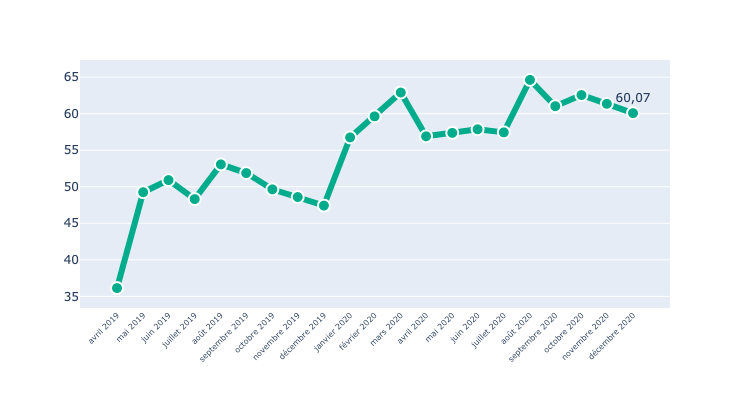 65
60
55
50
45
40
35
60,07
avril 2019
mai 2019
juin 2019
juillet 2019
août 2019
septembre 2019
octobre 2019
novembre 2019
décembre 2019
janvier 2020
février 2020
mars 2020
avril 2020
mai 2020
juin 2020
juillet 2020
août 2020
septembre 2020
octobre 2020
novembre 2020
décembre 2020